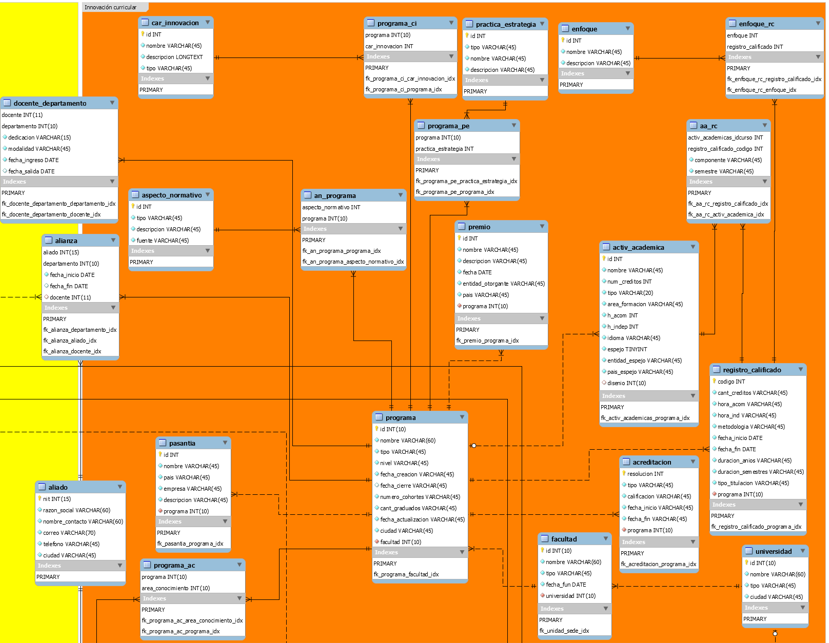 Innovación curricular
car_innovacion
id INT
nombre VARCHAR(45)
descripcion LONGTEXT
tipo VARCHAR(45)
Indexes
PRIMARY
programa_ci
programa INT(10)
car_innovacion INT
Indexes
PRIMARY
fk_programa_ci_car_innovacion_idx
fk_programa_ci_programa_idx
practica_estrategia
id INT
tipo VARCHAR(45)
nombre VARCHAR(45)
descripcion VARCHAR(45)
Indexes
PRIMARY
enfoque
id INT
nombre VARCHAR(45)
descripcion VARCHAR(45)
Indexes
PRIMARY
enfoque_rc
enfoque INT
registro_calificado INT
Indexes
PRIMARY
fk_enfoque_rc_registro_calificado_idx
fk_enfoque_rc_enfoque_idx
docente_departamento
docente INT(11)
departamento INT(10)
dedicacion VARCHAR(15)
modalidad VARCHAR(45)
fecha_ingreso DATE
fecha_salida DATE
Indexes
PRIMARY
fk_docente_departamento_departamento_idx
fk_docente_departamento_docente_idx
programa_pe
programa INT(10)
practica_estrategia INT
Indexes
PRIMARY
fk_programa_pe_practica_estrategia_idx
fk_programa_pe_programa_idx
aa_rc
activ_academicas_idcurso INT
registro_calificado_codigo INT
componente VARCHAR(45)
semestre VARCHAR(45)
Indexes
PRIMARY
fk_aa_rc_registro_calificado_idx
fk_aa_rc_activ_academica_idx
aspecto_normativo
id INT
tipo VARCHAR(45)
descripcion VARCHAR(45)
fuente VARCHAR(45)
Indexes
PRIMARY
an_programa
aspecto_normativo INT
programa INT(10)
Indexes
PRIMARY
fk_an_programa_programa_idx
fk_an_programa_aspecto_normativo_idx
premio
id INT
nombre VARCHAR(45)
descripcion VARCHAR(45)
fecha DATE
entidad_otorgante VARCHAR(45)
pais VARCHAR(45)
programa INT(10)
Indexes
PRIMARY
fk_premio_programa_idx
alianza
aliado INT(15)
departamento INT(10)
fecha_inicio DATE
fecha_fin DATE
docente INT(11)
Indexes
PRIMARY
fk_alianza_departamento_idx
fk_alianza_aliado_idx
fk_alianza_docente_idx
activ_academica
id INT
nombre VARCHAR(45)
num_creditos INT(45)
tipo VARCHAR(20)
area_formacion VARCHAR(45)
h_acom INT(45)
h_indep INT(45)
idioma VARCHAR(45)
espejo TINYINT
entidad_espejo VARCHAR(45)
pais_espejo VARCHAR(45)
disenio INT(10)
Indexes
PRIMARY
fk_activ_academicas_programa_idx
registro_calificado
codigo INT
cant_creditos VARCHAR(45)
hora_acom VARCHAR(45)
hora_ind VARCHAR(45)
metodologia VARCHAR(45)
fecha_inicio DATE
fecha_fin DATE
duracion_anios VARCHAR(45)
duracion_semestres VARCHAR(45)
tipo_titulacion VARCHAR(45)
programa INT(10)
Indexes
PRIMARY
fk_registro_calificado_programa_idx
programa
id INT(10)
nombre VARCHAR(60)
tipo VARCHAR(45)
nivel VARCHAR(45)
fecha_creacion VARCHAR(45)
fecha_cierre VARCHAR(45)
numero_cohortes VARCHAR(45)
cant_graduados VARCHAR(45)
fecha_actualizacion VARCHAR(45)
ciudad VARCHAR(45)
facultad INT(10)
Indexes
PRIMARY
fk_programa_facultad_idx
pasantia
id INT
nombre VARCHAR(45)
pais VARCHAR(45)
empresa VARCHAR(45)
descripcion VARCHAR(45)
programa INT(10)
Indexes
PRIMARY
fk_pasantia_programa_idx
acreditacion
resolucion INT
tipo VARCHAR(45)
calificacion VARCHAR(45)
fecha_inicio VARCHAR(45)
fecha_fin VARCHAR(45)
programa INT(10)
Indexes
PRIMARY
fk_acreditacion_programa_idx
aliado
nit INT(15)
razon_social VARCHAR(60)
nombre_contacto VARCHAR(60)
correo VARCHAR(70)
telefono VARCHAR(45)
ciudad VARCHAR(45)
Indexes
PRIMARY
facultad
id INT(10)
nombre VARCHAR(60)
tipo VARCHAR(45)
fecha_fun DATE
universidad INT(10)
Indexes
PRIMARY
fk_unidad_sede_idx
universidad
id INT(10)
nombre VARCHAR(60)
tipo VARCHAR(45)
ciudad VARCHAR(45)
Indexes
PRIMARY
programa_ac
programa INT(10)
area_conocimiento INT(10)
Indexes
PRIMARY
fk_programa_ac_area_conocimiento_idx
fk_programa_ac_programa_idx